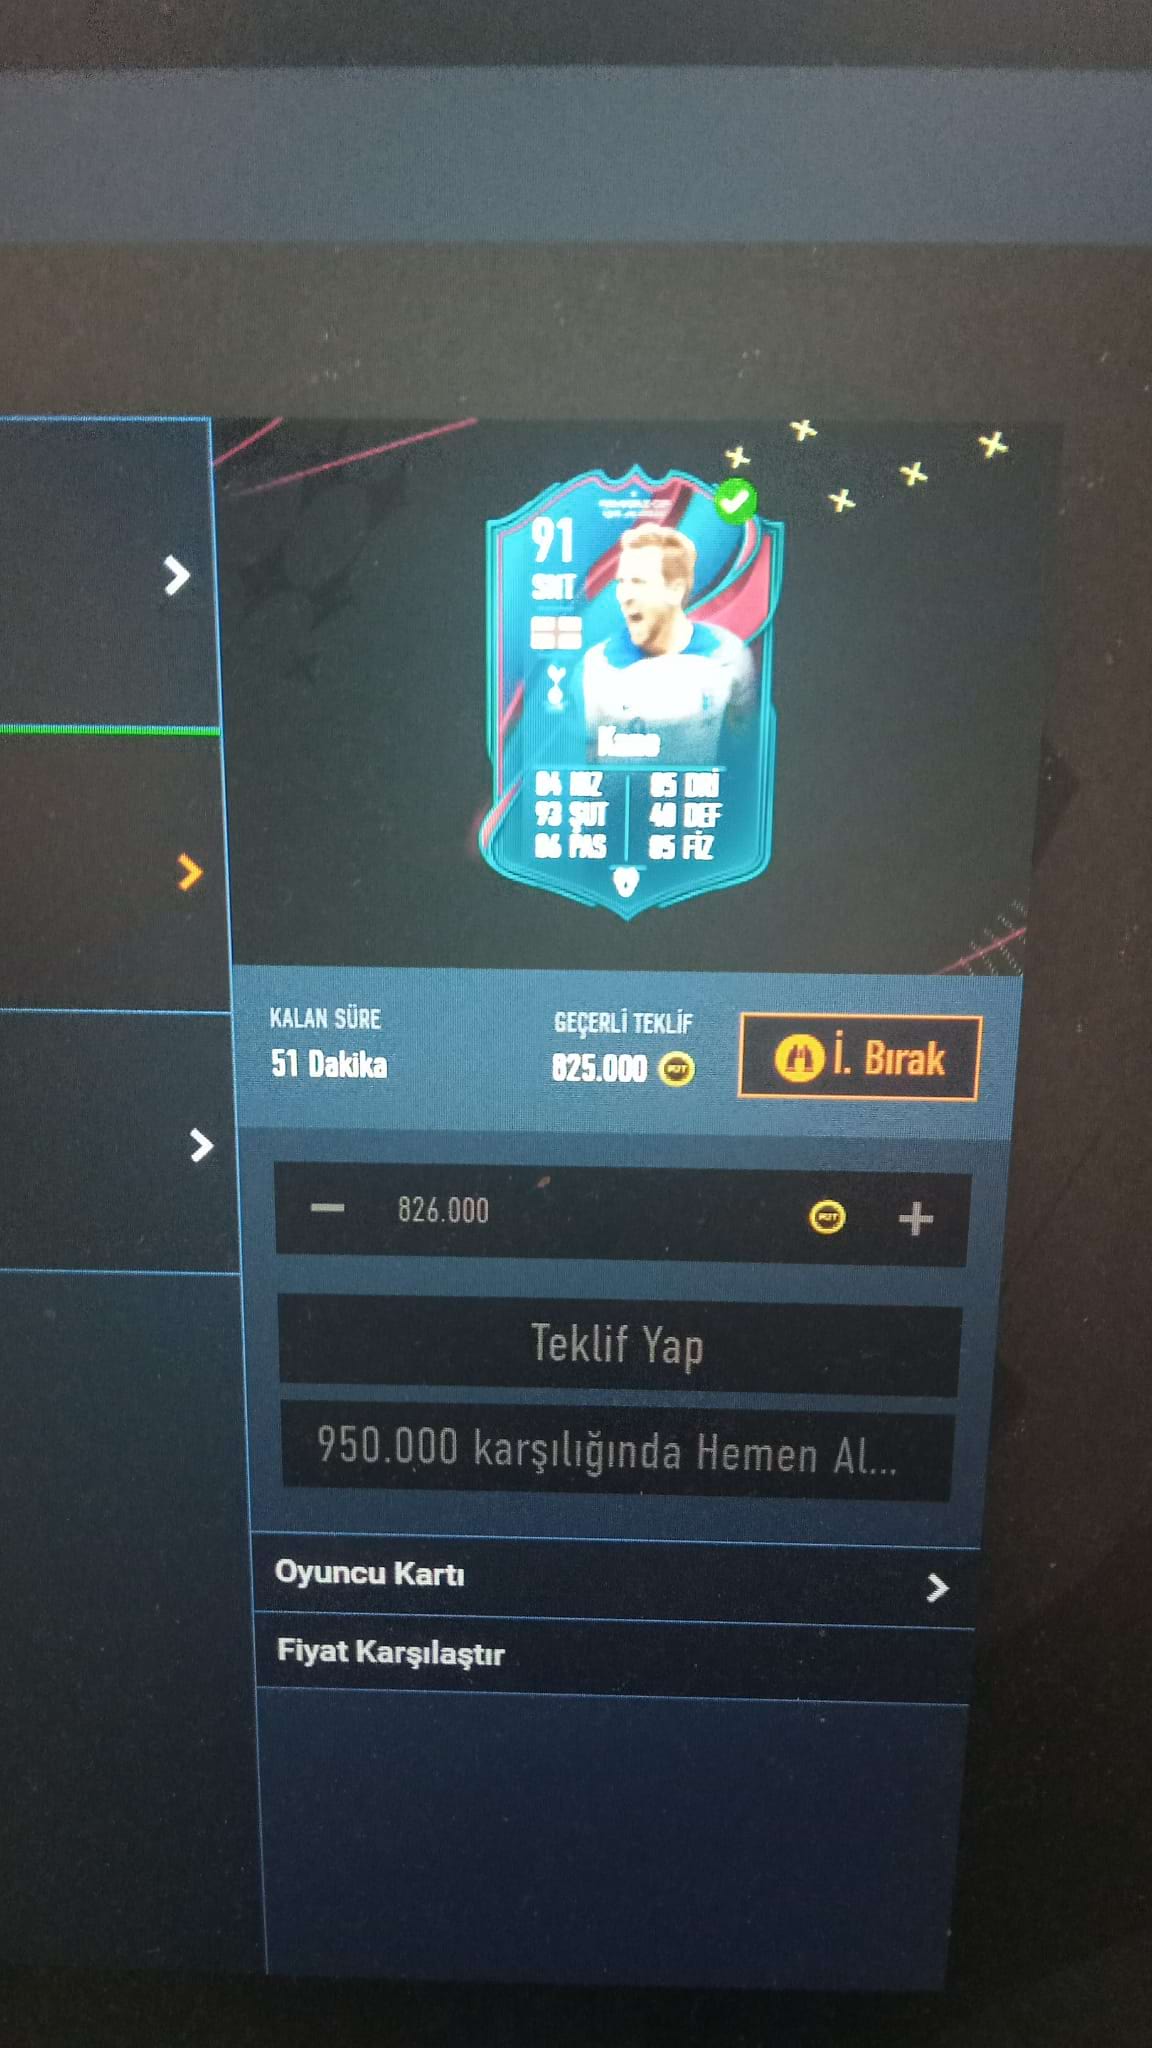 91
SNT
Kane
84 HIZ
85 DRİ
93 ŞUT
40 DEF
86 PAS
85 FİZ
KALAN SÜRE
51 Dakika
GEÇERLİ TEKLİF
825.000
İ. Bırak
826.000
Teklif Yap
950.000 karşılığında Hemen Al...
Oyuncu Kartı
Fiyat Karşılaştır